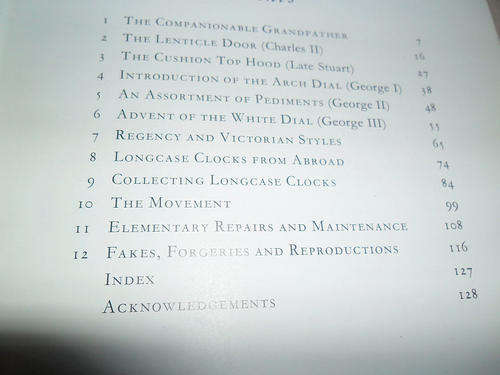 1 The Companionable Grandfather 7
2 The Lenticle Door (Charles II) 16
3 The Cushion Top Hood (Late Stuart) 27
4 Introduction of the Arch Dial (George I) 38
5 An Assortment of Pediments (George II) 48
6 Advent of the White Dial (George III) 55
7 Regency and Victorian Styles 65
8 Longcase Clocks from Abroad 74
9 Collecting Longcase Clocks 84
10 The Movement 99
11 Elementary Repairs and Maintenance 108
12 Fakes, Forgeries and Reproductions 116
Index 127
Acknowledgements 128